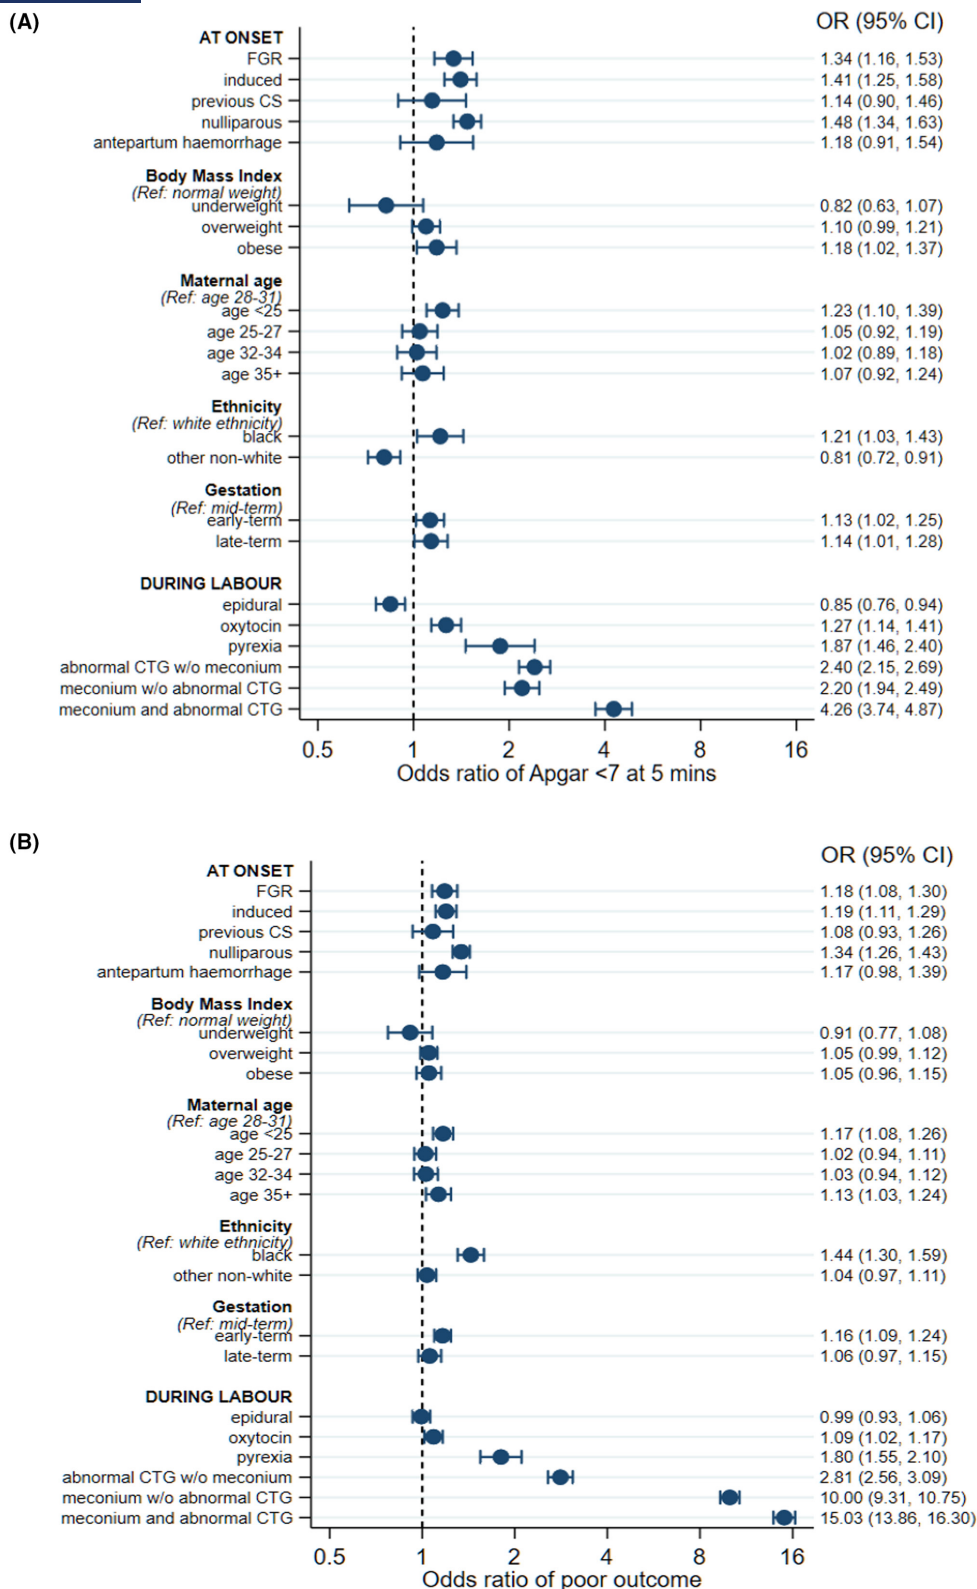 (A)
OR (95% CI)
AT ONSET
FGR 1.34 (1.16, 1.53)
induced 1.41 (1.25, 1.58)
previous CS 1.14 (0.90, 1.46)
nulliparous 1.48 (1.34, 1.63)
antepartum haemorrhage 1.18 (0.91, 1.54)
Body Mass Index
(Ref: normal weight)
underweight 0.82 (0.63, 1.07)
overweight 1.10 (0.99, 1.21)
obese 1.18 (1.02, 1.37)
Maternal age
(Ref: age 28-31)
age <25 1.23 (1.10, 1.39)
age 25-27 1.05 (0.92, 1.19)
age 32-34 1.02 (0.89, 1.18)
age 35+ 1.07 (0.92, 1.24)
Ethnicity
(Ref: white ethnicity)
black 1.21 (1.03, 1.43)
other non-white 0.81 (0.72, 0.91)
Gestation
(Ref: mid-term)
early-term 1.13 (1.02, 1.25)
late-term 1.14 (1.01, 1.28)
DURING LABOUR
epidural 0.85 (0.76, 0.94)
oxytocin 1.27 (1.14, 1.41)
pyrexia 1.87 (1.46, 2.40)
abnormal CTG w/o meconium 2.40 (2.15, 2.69)
meconium w/o abnormal CTG 2.20 (1.94, 2.49)
meconium and abnormal CTG 4.26 (3.74, 4.87)
0.5 1 2 4 8 16
Odds ratio of Apgar <7 at 5 mins
(B)
OR (95% CI)
AT ONSET
FGR 1.18 (1.08, 1.30)
induced 1.19 (1.11, 1.29)
previous CS 1.08 (0.93, 1.26)
nulliparous 1.34 (1.26, 1.43)
antepartum haemorrhage 1.17 (0.98, 1.39)
Body Mass Index
(Ref: normal weight)
underweight 0.91 (0.77, 1.08)
overweight 1.05 (0.99, 1.12)
obese 1.05 (0.96, 1.15)
Maternal age
(Ref: age 28-31)
age <25 1.17 (1.08, 1.26)
age 25-27 1.02 (0.94, 1.11)
age 32-34 1.03 (0.94, 1.12)
age 35+ 1.13 (1.03, 1.24)
Ethnicity
(Ref: white ethnicity)
black 1.44 (1.30, 1.59)
other non-white 1.04 (0.97, 1.11)
Gestation
(Ref: mid-term)
early-term 1.16 (1.09, 1.24)
late-term 1.06 (0.97, 1.15)
DURING LABOUR
epidural 0.99 (0.93, 1.06)
oxytocin 1.09 (1.02, 1.17)
pyrexia 1.80 (1.55, 2.10)
abnormal CTG w/o meconium 2.81 (2.56, 3.09)
meconium w/o abnormal CTG 10.00 (9.31, 10.75)
meconium and abnormal CTG 15.03 (13.86, 16.30)
0.5 1 2 4 8 16
Odds ratio of poor outcome